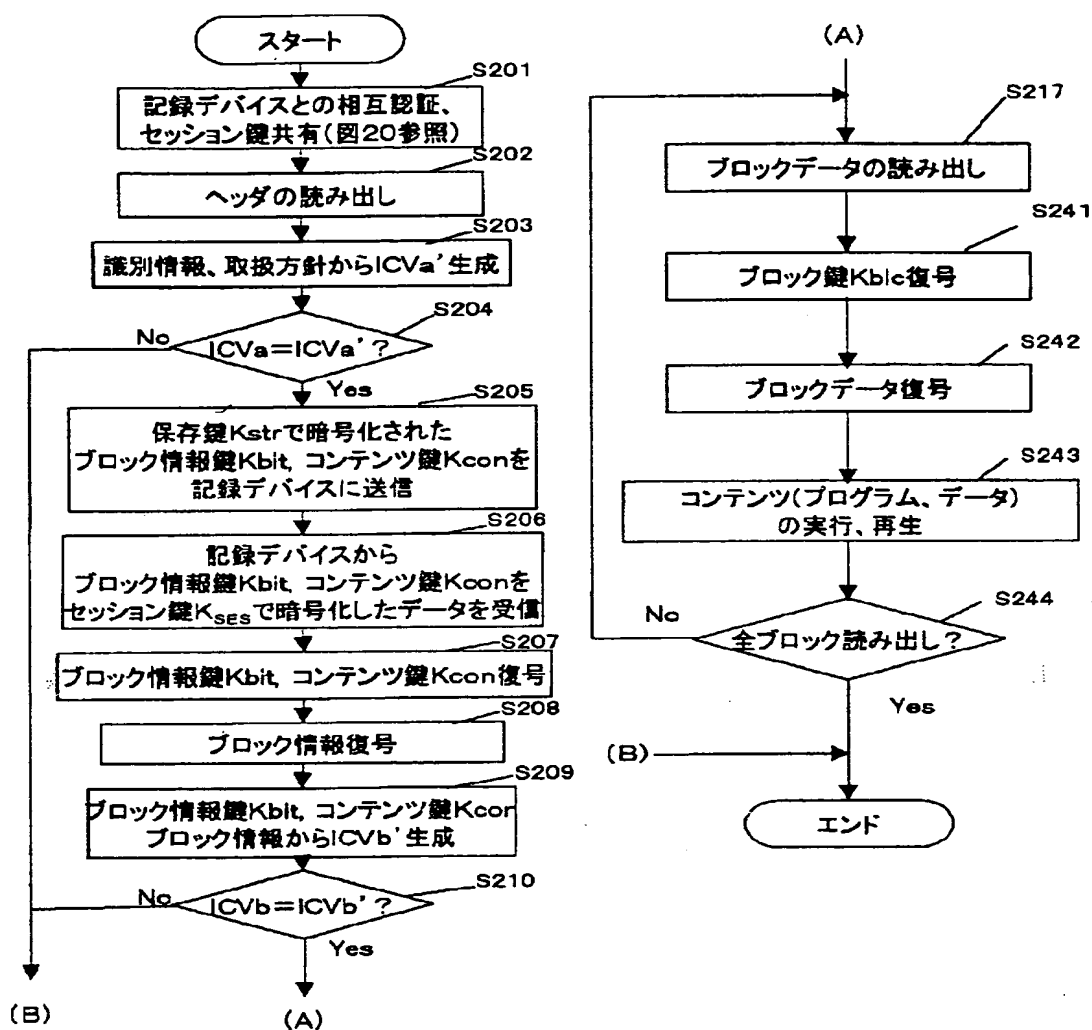 スタート
S201
記録デバイスとの相互認証、
セッション鍵共有(図20参照)
S202
ヘッダの読み出し
S203
識別情報、取扱方針からICVa'生成
S204
No
ICVa=ICVa'?
Yes
S205
保存鍵Kstrで暗号化された
ブロック情報鍵Kbit, コンテンツ鍵Kconを
記録デバイスに送信
S206
記録デバイスから
ブロック情報鍵Kbit, コンテンツ鍵Kconを
セッション鍵KSESで暗号化したデータを受信
S207
ブロック情報鍵Kbit, コンテンツ鍵Kcon復号
S208
ブロック情報復号
S209
ブロック情報鍵Kbit, コンテンツ鍵Kcon
ブロック情報からICVb'生成
S210
No
ICVb=ICVb'?
Yes
(B)
(A)
(A)
S217
ブロックデータの読み出し
S241
ブロック鍵Kblc復号
S242
ブロックデータ復号
S243
コンテンツ(プログラム、データ)
の実行、再生
S244
No
全ブロック読み出し?
Yes
(B)
エンド